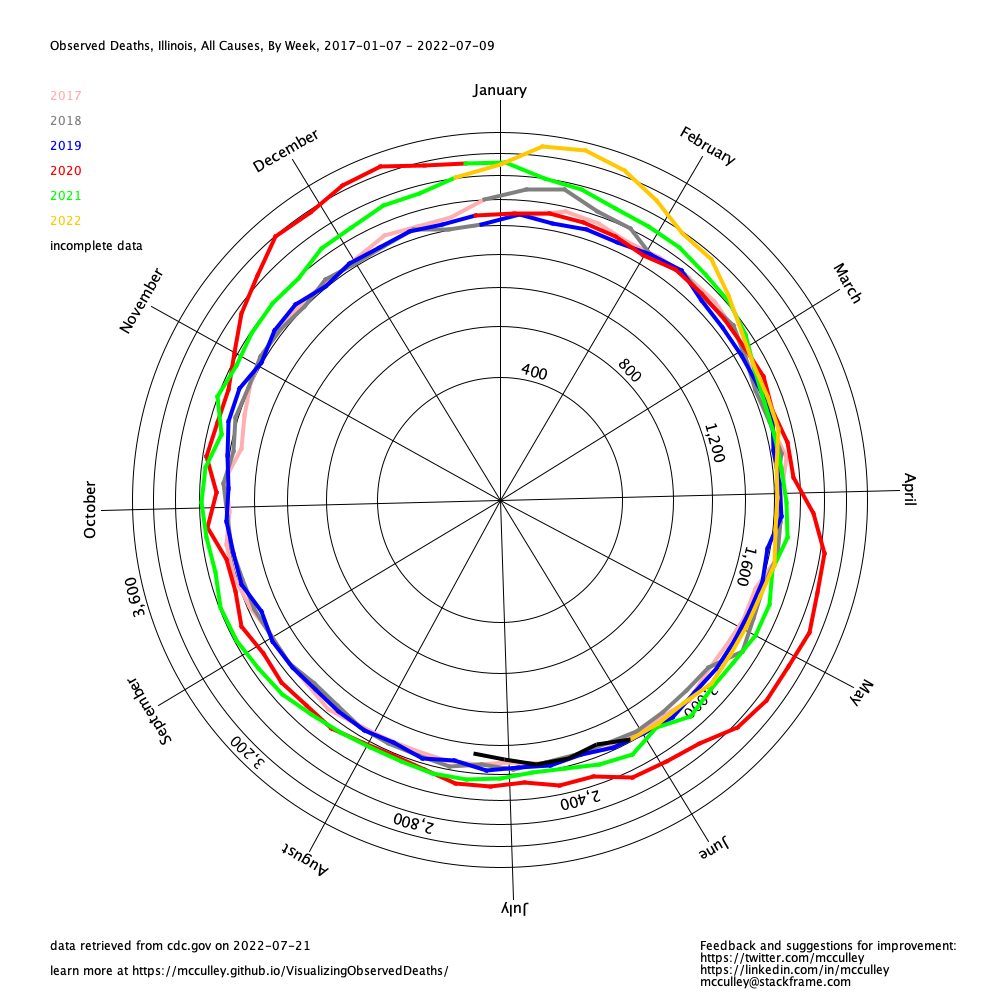 Observed Deaths, Illinois, All Causes, By Week, 2017-01-07 - 2022-07-09
2017
2018
2019
2020
2021
2022
incomplete data
January
February
March
April
May
June
July
August
September
October
November
December
400
800
1,200
1,600
2,000
2,400
2,800
3,200
3,600
data retrieved from cdc.gov on 2022-07-21
learn more at https://mcculley.github.io/VisualizingObservedDeaths/
Feedback and suggestions for improvement:
https://twitter.com/mcculley
https://linkedin.com/in/mcculley
mcculley@stackframe.com